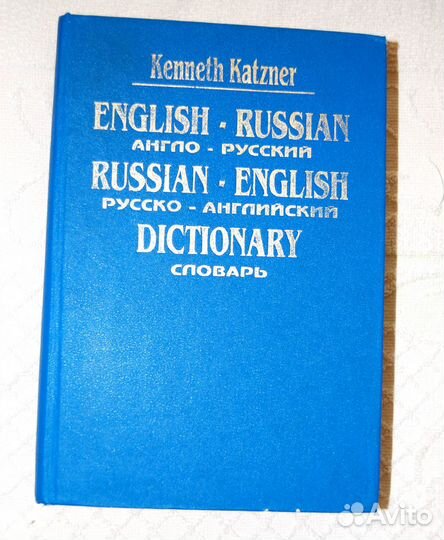 Kenneth Katzner
ENGLISH - RUSSIAN
АНГЛО - РУССКИЙ
RUSSIAN - ENGLISH
РУССКО - АНГЛИЙСКИЙ
DICTIONARY
СЛОВАРЬ
Avito